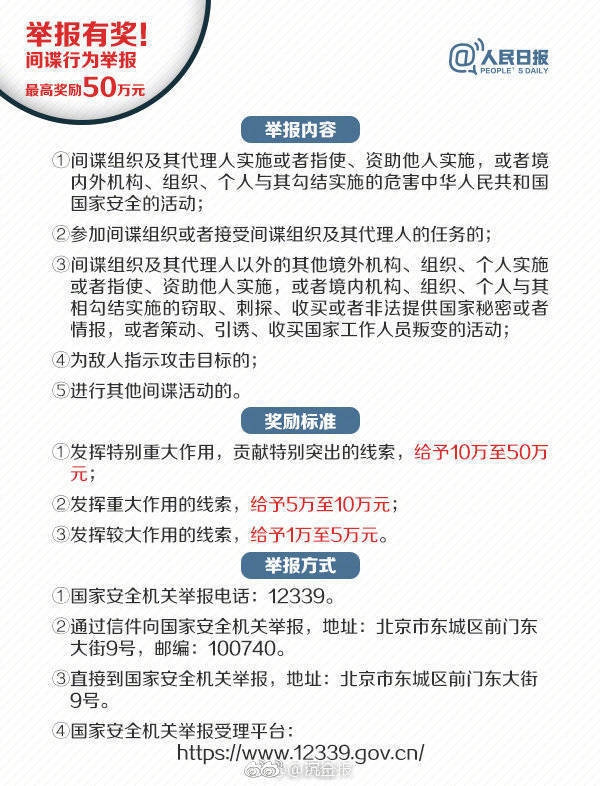 举报有奖!
间谍行为举报
最高奖励50万元
@人民日报
PEOPLE'S DAILY
举报内容
①间谍组织及其代理人实施或者指使、资助他人实施，或者境
内外机构、组织、个人与其勾结实施的危害中华人民共和国
国家安全的活动；
②参加间谍组织或者接受间谍组织及其代理人的任务的；
③间谍组织及其代理人以外的其他境外机构、组织、个人实施
或者指使、资助他人实施，或者境内机构、组织、个人与其
相勾结实施的窃取、刺探、收买或者非法提供国家秘密或者
情报，或者策动、引诱、收买国家工作人员叛变的活动；
④为敌人指示攻击目标的；
⑤进行其他间谍活动的。
奖励标准
①发挥特别重大作用，贡献特别突出的线索，给予10万至50万
元；
②发挥重大作用的线索，给予5万至10万元；
③发挥较大作用的线索，给予1万至5万元。
举报方式
①国家安全机关举报电话：12339。
②通过信件向国家安全机关举报，地址：北京市东城区前门东
大街9号，邮编：100740。
③直接到国家安全机关举报，地址：北京市东城区前门东大街
9号。
④国家安全机关举报受理平台：
https://www.12339.gov.cn/